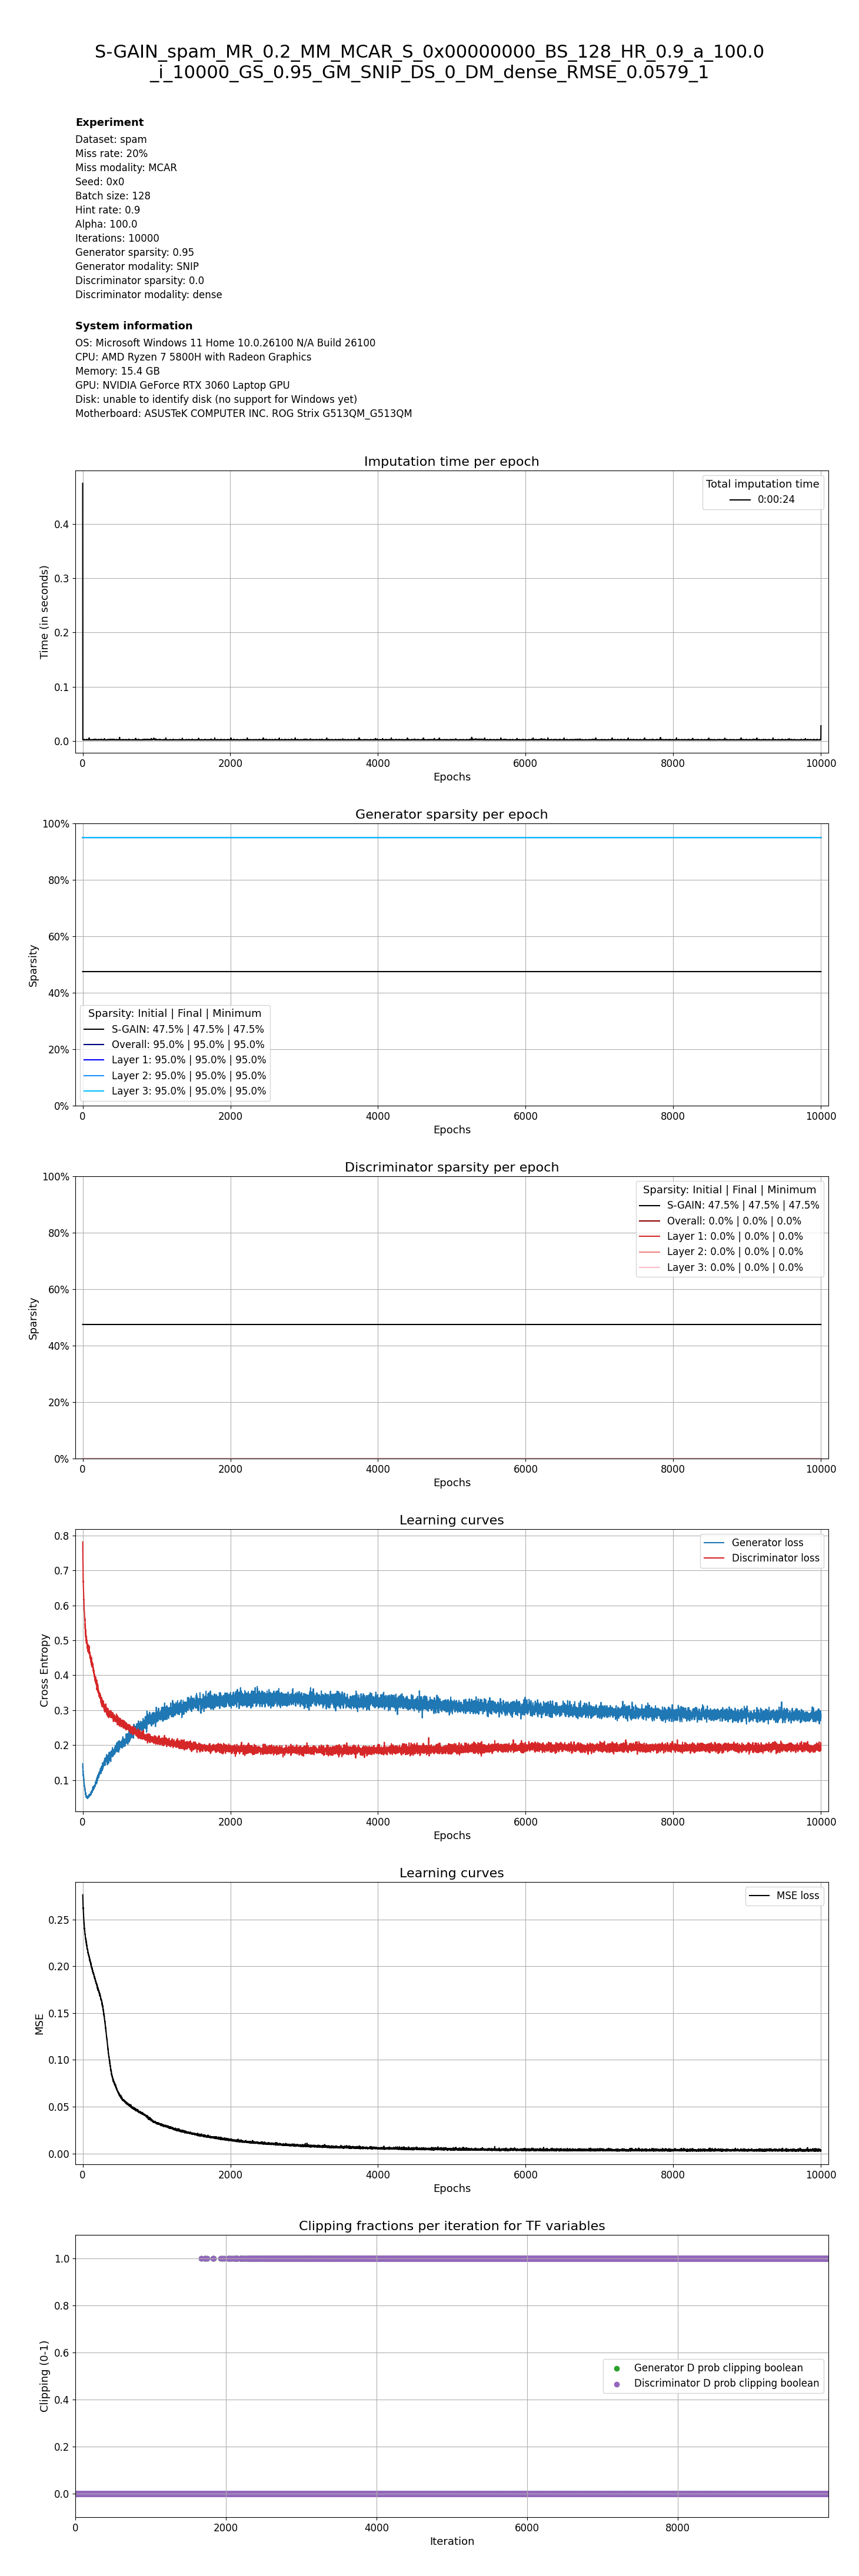 S-GAIN_spam_MR_0.2_MM_MCAR_S_0x00000000_BS_128_HR_0.9_a_100.0
_i_10000_GS_0.95_GM_SNIP_DS_0_DM_dense_RMSE_0.0579_1
Experiment
Dataset: spam
Miss rate: 20%
Miss modality: MCAR
Seed: 0x0
Batch size: 128
Hint rate: 0.9
Alpha: 100.0
Iterations: 10000
Generator sparsity: 0.95
Generator modality: SNIP
Discriminator sparsity: 0.0
Discriminator modality: dense
System information
OS: Microsoft Windows 11 Home 10.0.26100 N/A Build 26100
CPU: AMD Ryzen 7 5800H with Radeon Graphics
Memory: 15.4 GB
GPU: NVIDIA GeForce RTX 3060 Laptop GPU
Disk: unable to identify disk (no support for Windows yet)
Motherboard: ASUSTeK COMPUTER INC. ROG Strix G513QM_G513QM
Imputation time per epoch
Total imputation time
0:00:24
Time (in seconds)
0.4
0.3
0.2
0.1
0.0
0 2000 4000 6000 8000 10000
Epochs
Generator sparsity per epoch
Sparsity
100%
80%
60%
40%
20%
0%
Sparsity: Initial | Final | Minimum
S-GAIN: 47.5% | 47.5% | 47.5%
Overall: 95.0% | 95.0% | 95.0%
Layer 1: 95.0% | 95.0% | 95.0%
Layer 2: 95.0% | 95.0% | 95.0%
Layer 3: 95.0% | 95.0% | 95.0%
0 2000 4000 6000 8000 10000
Epochs
Discriminator sparsity per epoch
Sparsity
100%
80%
60%
40%
20%
0%
Sparsity: Initial | Final | Minimum
S-GAIN: 47.5% | 47.5% | 47.5%
Overall: 0.0% | 0.0% | 0.0%
Layer 1: 0.0% | 0.0% | 0.0%
Layer 2: 0.0% | 0.0% | 0.0%
Layer 3: 0.0% | 0.0% | 0.0%
0 2000 4000 6000 8000 10000
Epochs
Learning curves
Cross Entropy
0.8
0.7
0.6
0.5
0.4
0.3
0.2
0.1
Generator loss
Discriminator loss
0 2000 4000 6000 8000 10000
Epochs
Learning curves
MSE
0.25
0.20
0.15
0.10
0.05
0.00
MSE loss
0 2000 4000 6000 8000 10000
Epochs
Clipping fractions per iteration for TF variables
Clipping (0-1)
1.0
0.8
0.6
0.4
0.2
0.0
Generator D prob clipping boolean
Discriminator D prob clipping boolean
0 2000 4000 6000 8000
Iteration